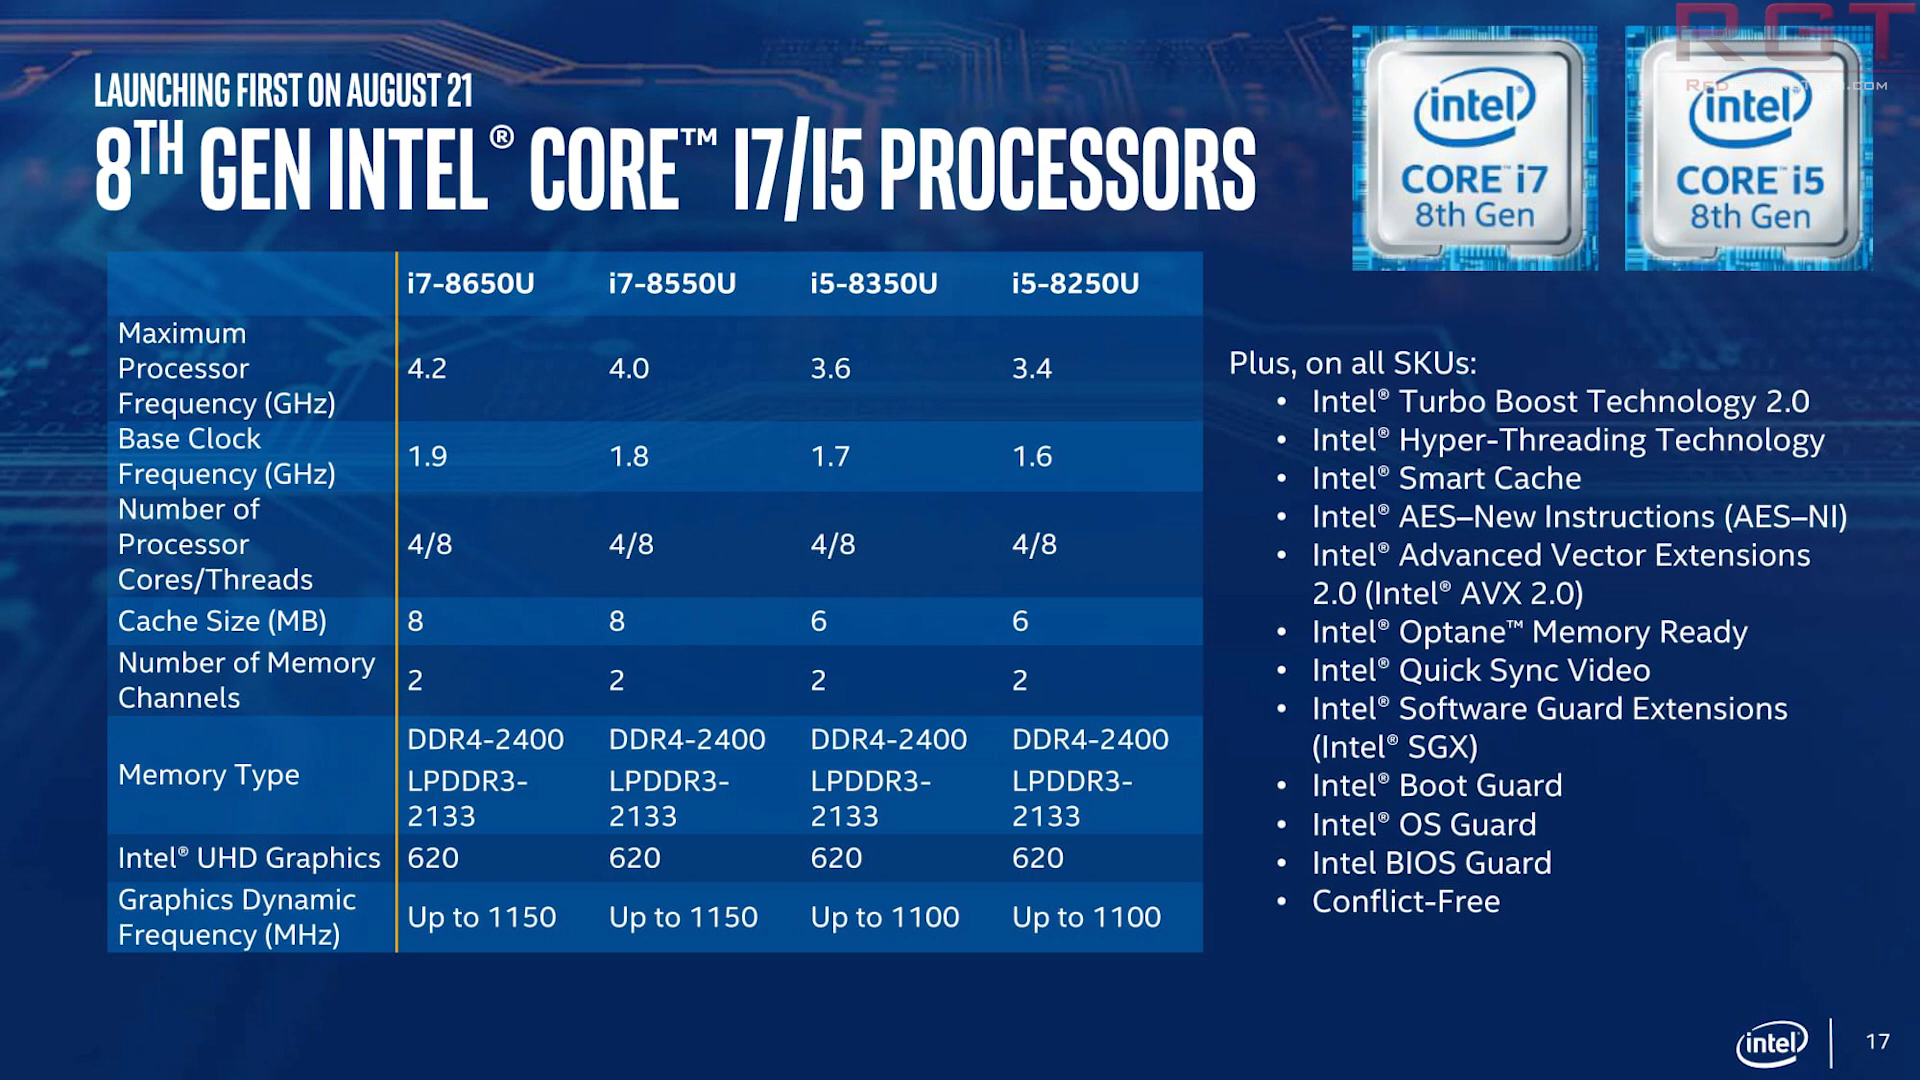 LAUNCHING FIRST ON AUGUST 21
8TH GEN INTEL® CORE™ I7/I5 PROCESSORS
intel®
CORE™ i7
8th Gen
intel®
CORE™ i5
8th Gen
RGT
RED
.COM
i7-8650U i7-8550U i5-8350U i5-8250U
Maximum
Processor
Frequency (GHz)
4.2 4.0 3.6 3.4
Base Clock
Frequency (GHz)
1.9 1.8 1.7 1.6
Number of
Processor
Cores/Threads
4/8 4/8 4/8 4/8
Cache Size (MB) 8 8 6 6
Number of Memory
Channels
2 2 2 2
Memory Type
DDR4-2400 DDR4-2400 DDR4-2400 DDR4-2400
LPDDR3- LPDDR3- LPDDR3- LPDDR3-
2133 2133 2133 2133
Intel® UHD Graphics 620 620 620 620
Graphics Dynamic
Frequency (MHz)
Up to 1150 Up to 1150 Up to 1100 Up to 1100
Plus, on all SKUs:
• Intel® Turbo Boost Technology 2.0
• Intel® Hyper-Threading Technology
• Intel® Smart Cache
• Intel® AES–New Instructions (AES–NI)
• Intel® Advanced Vector Extensions
2.0 (Intel® AVX 2.0)
• Intel® Optane™ Memory Ready
• Intel® Quick Sync Video
• Intel® Software Guard Extensions
(Intel® SGX)
• Intel® Boot Guard
• Intel® OS Guard
• Intel BIOS Guard
• Conflict-Free
intel
17